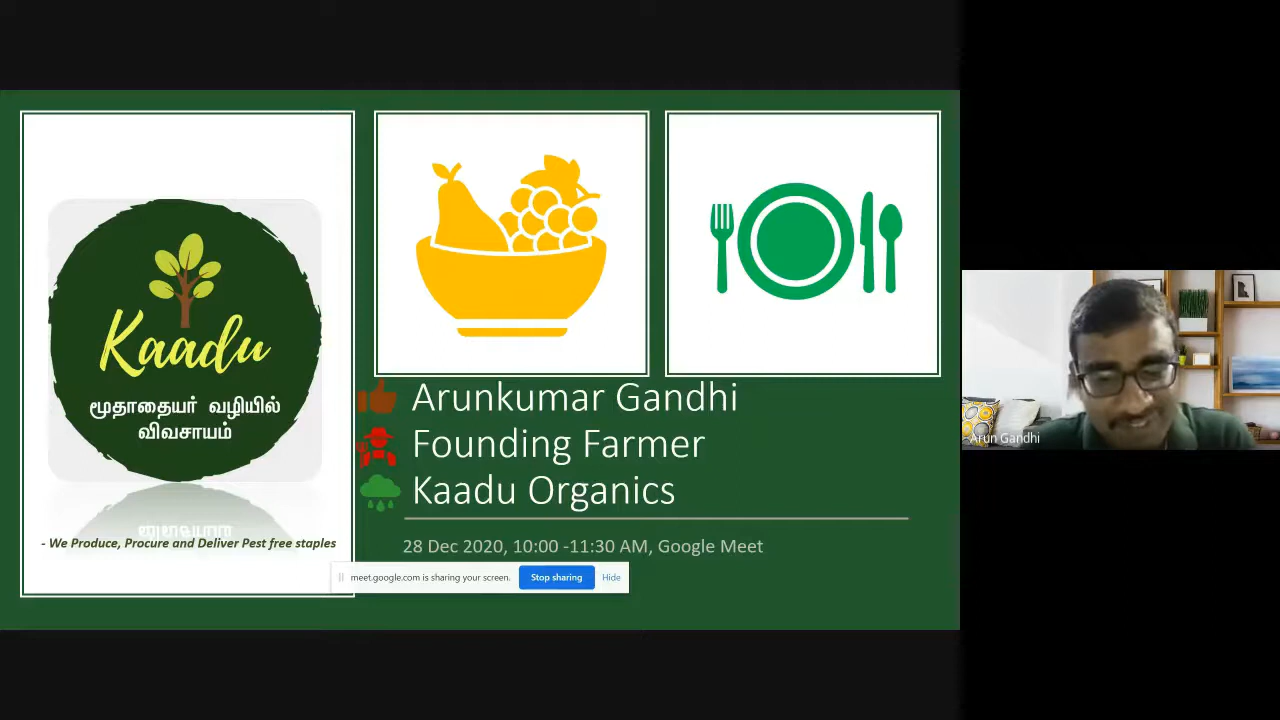 Kaadu
மூதாதையர் வழியில்
விவசாயம்
- We Produce, Procure and Deliver Pest free staples
Arunkumar Gandhi
Founding Farmer
Kaadu Organics
28 Dec 2020, 10:00 -11:30 AM, Google Meet
meet.google.com is sharing your screen. Stop sharing Hide
Arun Gandhi